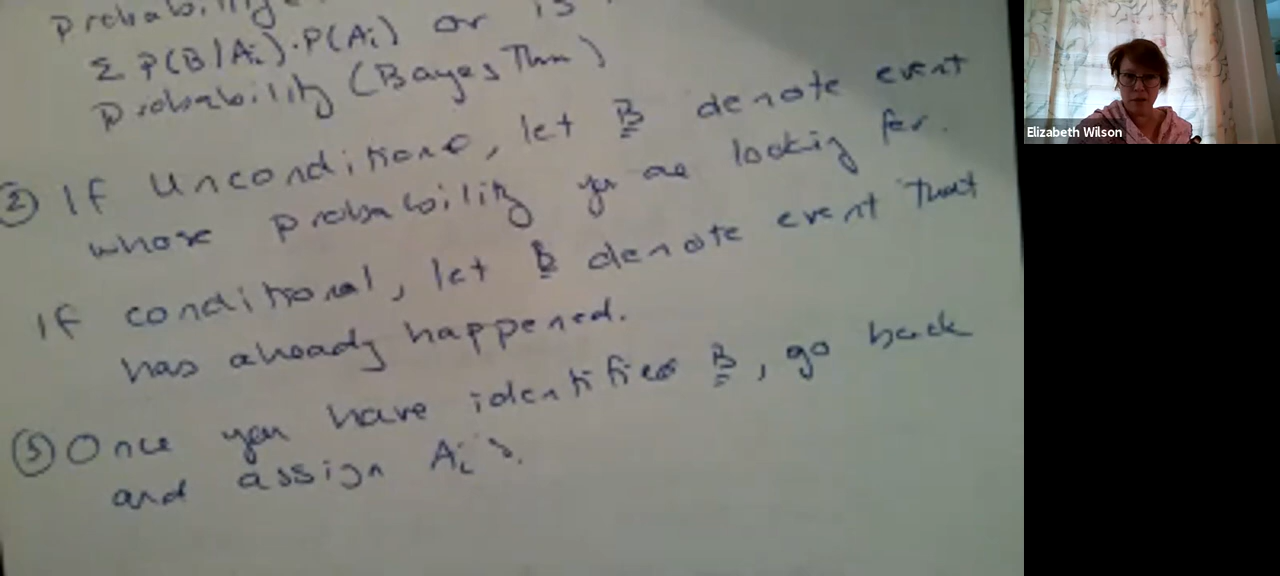 Probability
Σ P(B/Ai)·P(Ai) or is
Probability (Bayes Thm)
② If Unconditional, let B denote event
whose probability you are looking for.
If conditional, let B denote event that
has already happened.
③ Once you have identified B, go back
and assign Ai's.
Elizabeth Wilson